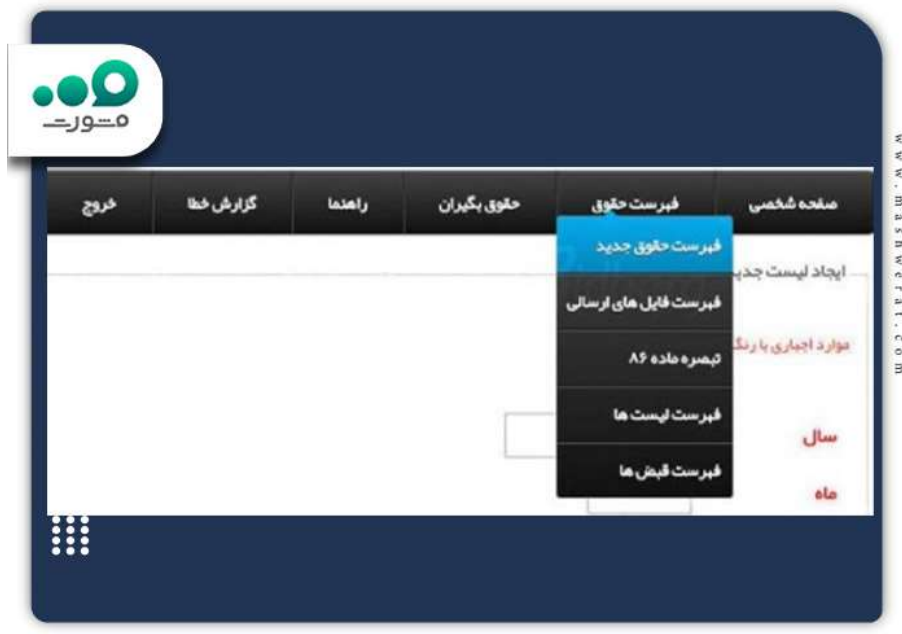 مشورت
صفحه شخصی
فهرست حقوق
حقوق بگیران
راهنما
گزارش خطا
خروج
فهرست حقوق جدید
فهرست فایل های ارسالی
تبصره ماده ۸۶
فهرست لیست ها
فهرست قبض ها
ایجاد لیست جدید
موارد اجباری با رنگ
سال
ماه
www.mashwerat.com